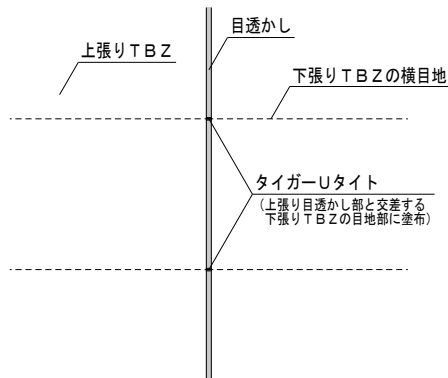 目透かし
上張りＴＢＺ
下張りＴＢＺの横目地
タイガーＵタイト
（上張り目透かし部と交差する
下張りＴＢＺの目地部に塗布）